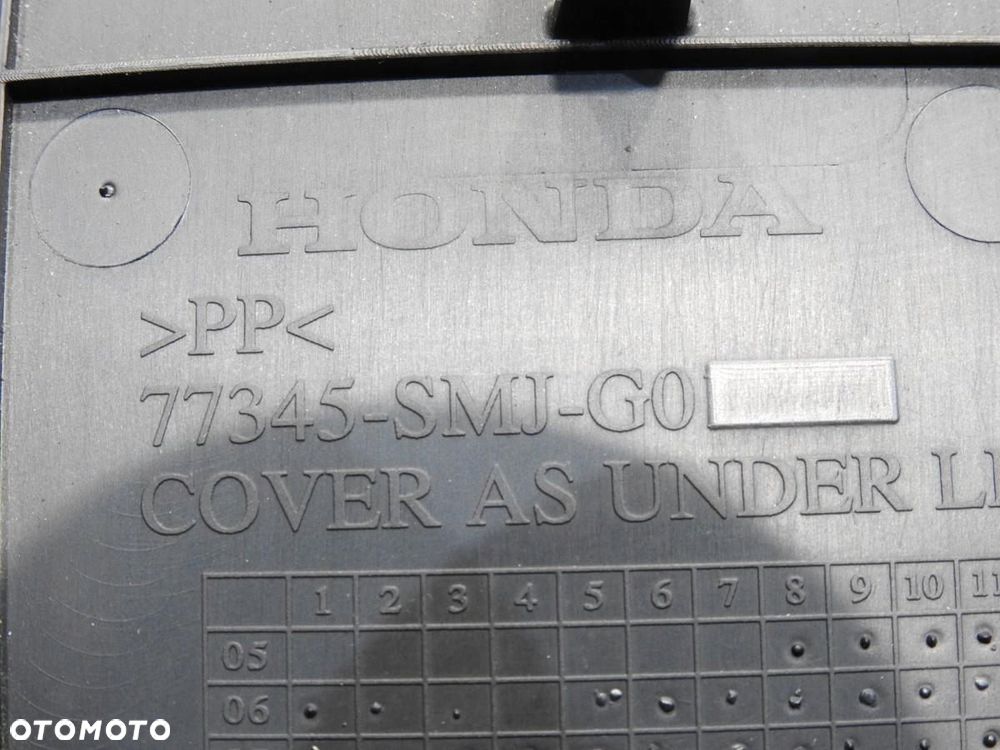 HONDA
>PP<
77345-SMJ-G0
COVER AS UNDER
1 2 3 4 5 6 7 8 9 10 11
05
06
OTOMOTO